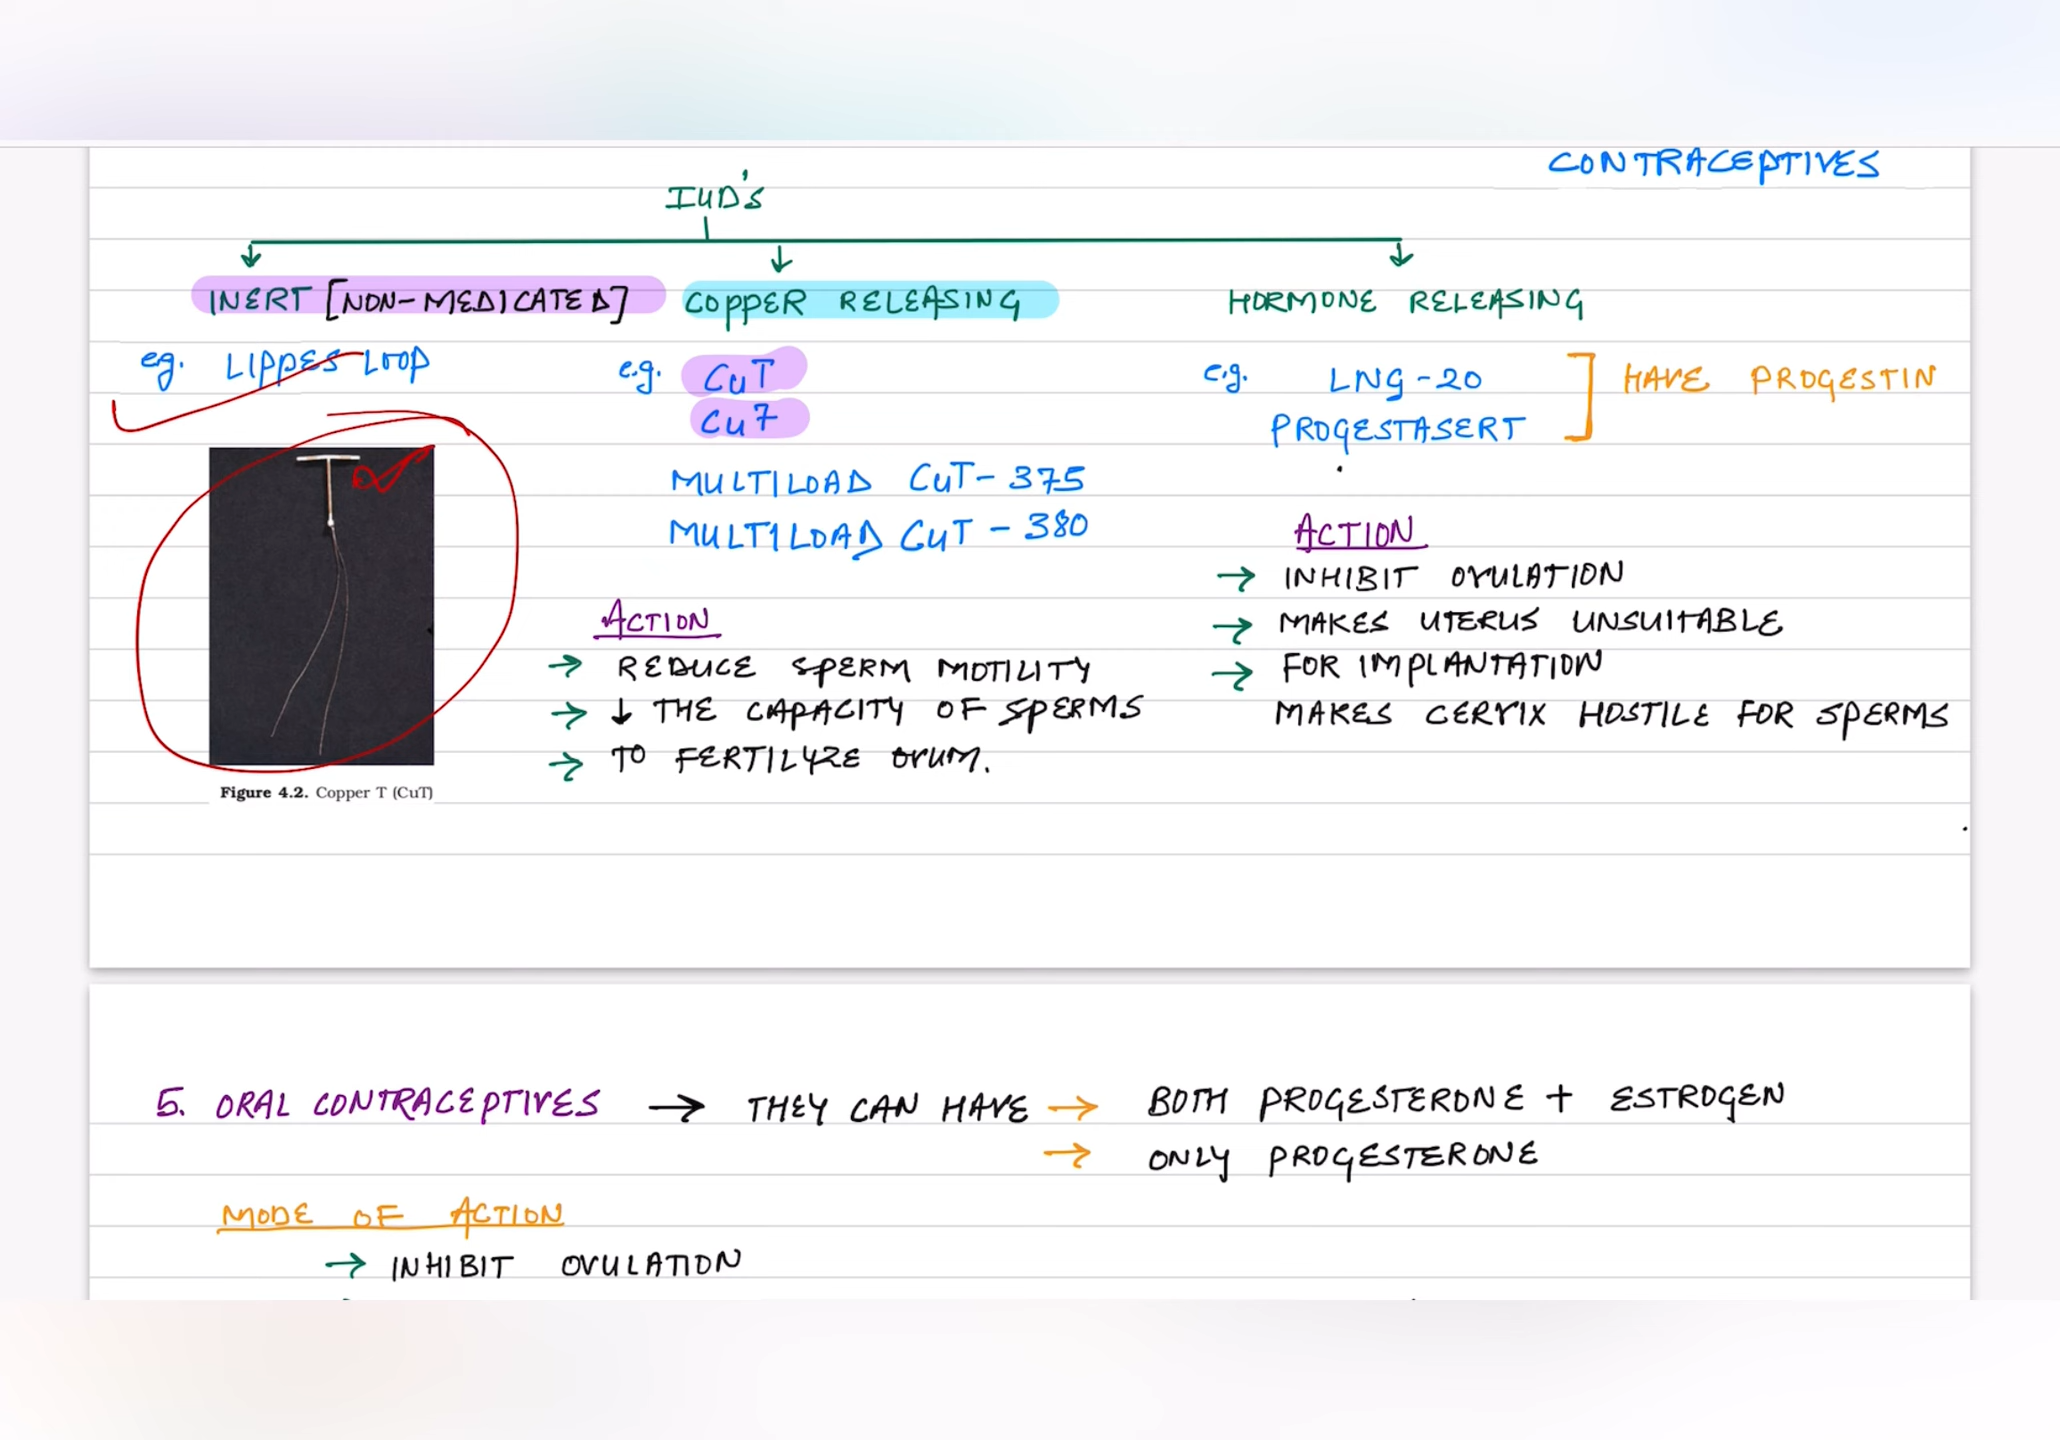 CONTRACEPTIVES
IUD's
INERT [NON-MEDICATED]
eg. LIPPES LOOP
Figure 4.2. Copper T (CuT)
COPPER RELEASING
e.g. CuT
Cu7
MULTILOAD CuT-375
MULTILOAD CuT - 380
ACTION
→ REDUCE SPERM MOTILITY
→ ↓ THE CAPACITY OF SPERMS
→ TO FERTILYZE OVUM.
HORMONE RELEASING
e.g. LNG-20
PROGESTASERT
] HAVE PROGESTIN
ACTION
→ INHIBIT OVULATION
→ MAKES UTERUS UNSUITABLE
→ FOR IMPLANTATION
MAKES CERVIX HOSTILE FOR SPERMS
5. ORAL CONTRACEPTIVES → THEY CAN HAVE → BOTH PROGESTERONE + ESTROGEN
→ ONLY PROGESTERONE
MODE OF ACTION
→ INHIBIT OVULATION